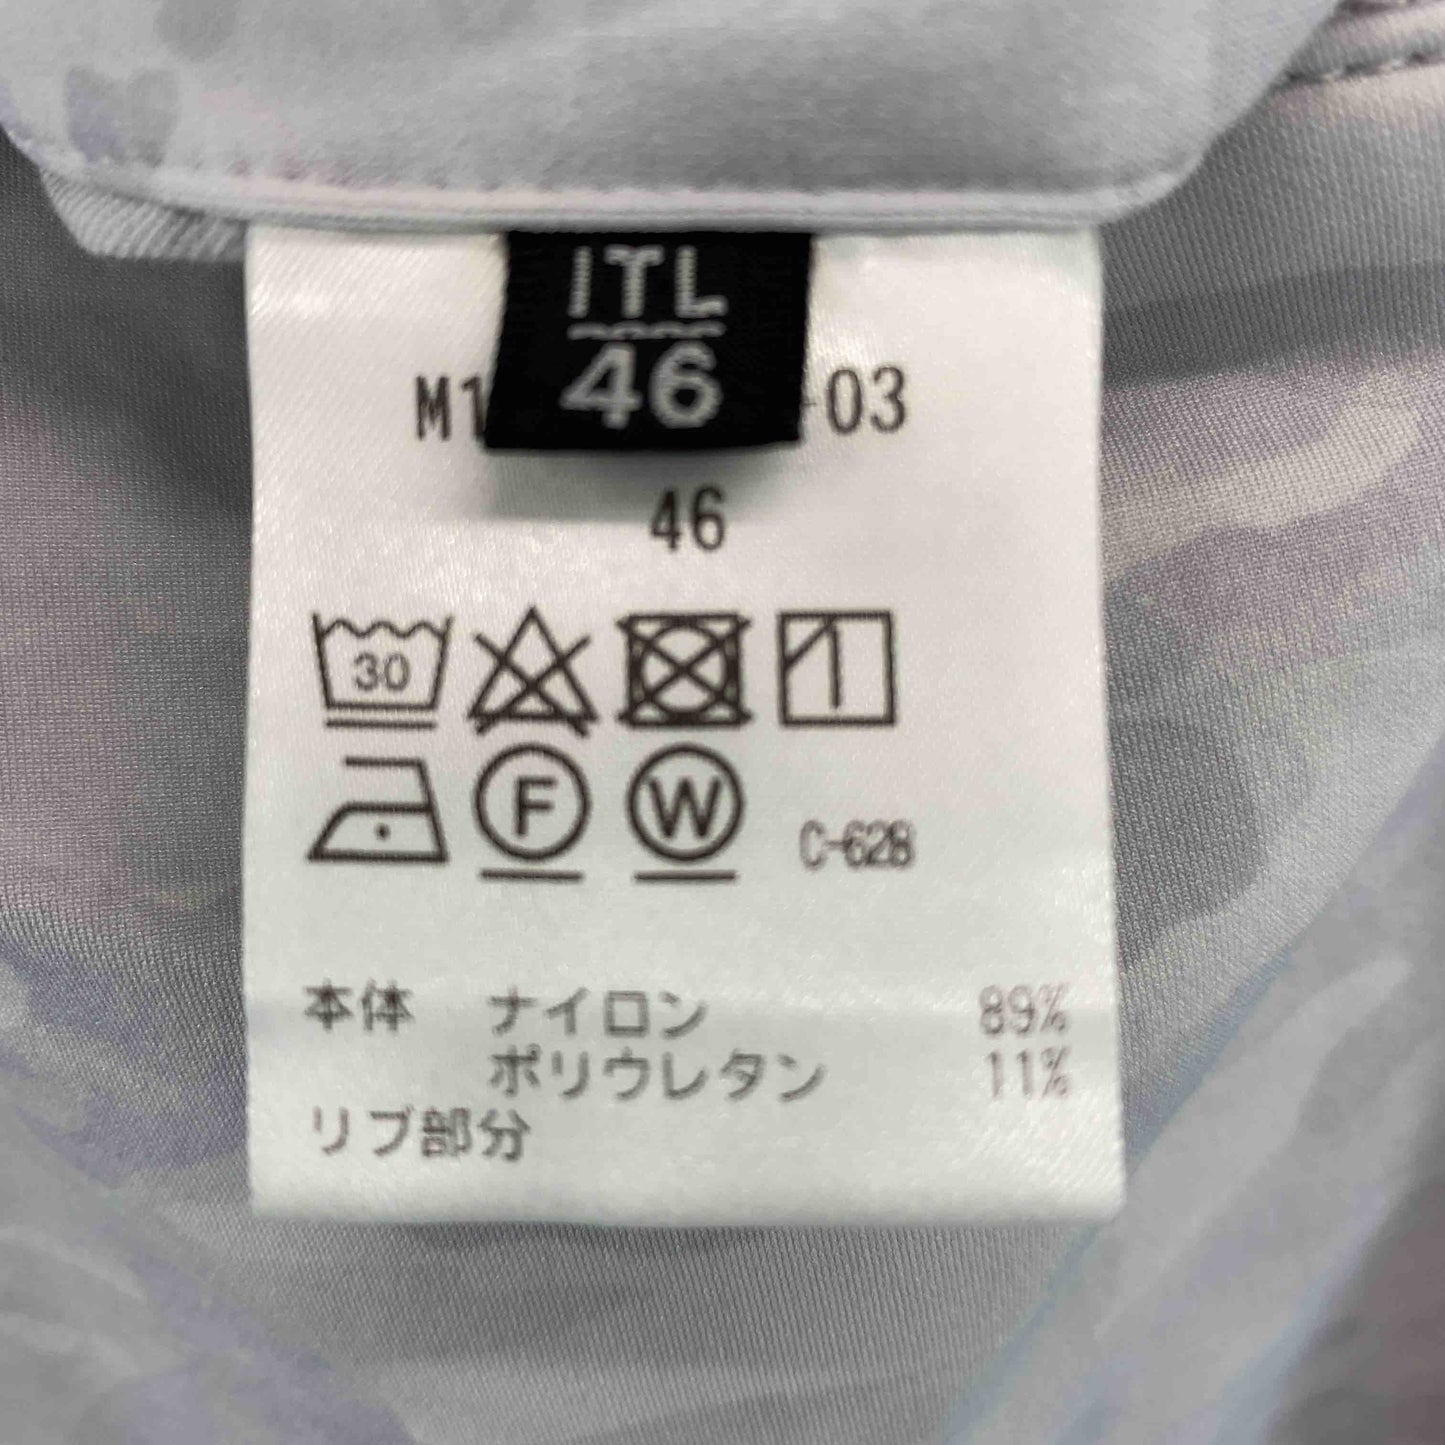 ITL
46
M1 -03
46
30
F W C-628
本体 ナイロン 89%
ポリウレタン 11%
リブ部分